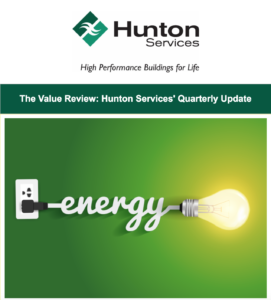 Hunton
Services
High Performance Buildings for Life
The Value Review: Hunton Services' Quarterly Update
energy